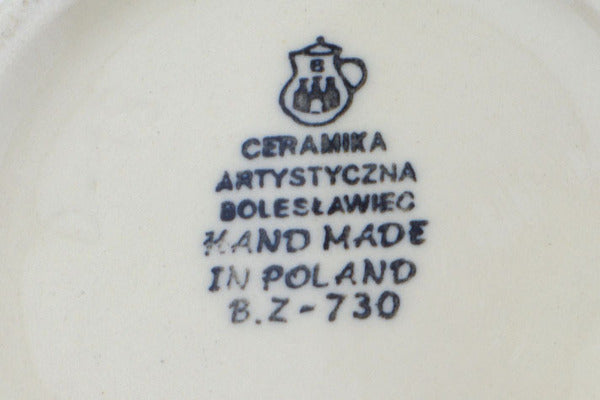 B
CERAMIKA
ARTYSTYCZNA
BOLESŁAWIEC
HAND MADE
IN POLAND
B.Z-730